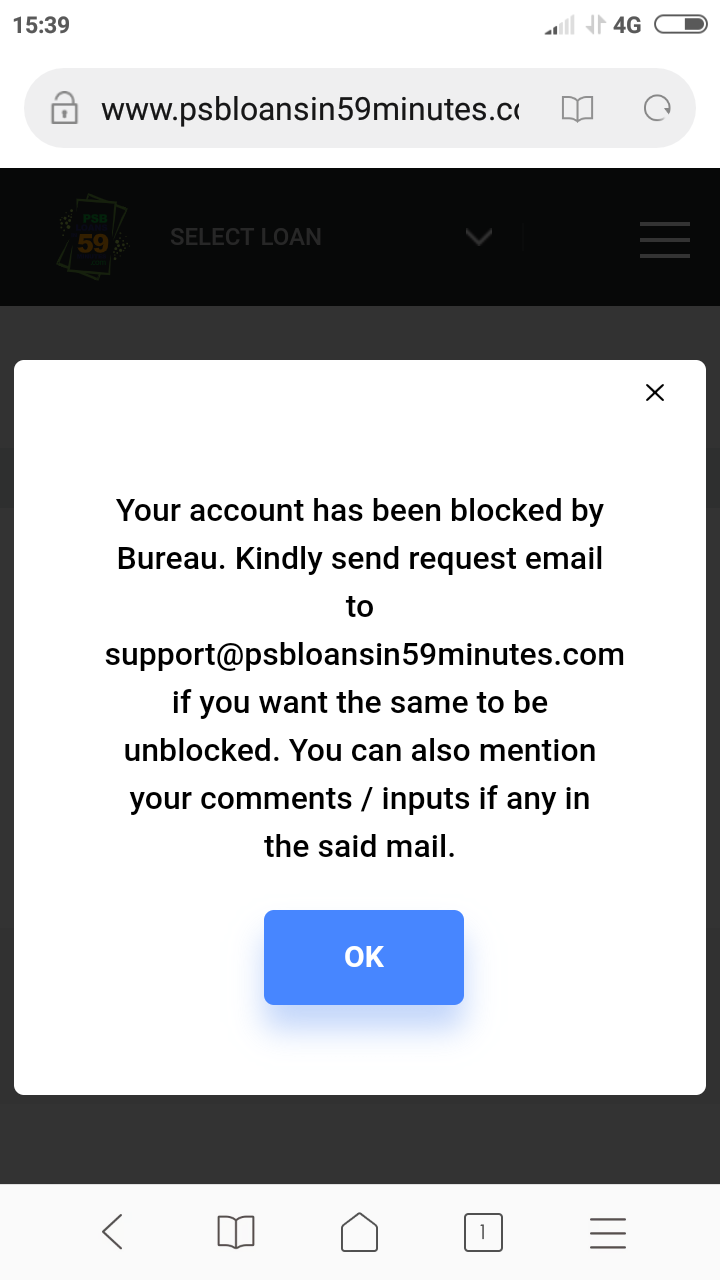 15:39
4G
www.psbloansin59minutes.co
PSB
59
SELECT LOAN
Your account has been blocked by
Bureau. Kindly send request email
to
support@psbloansin59minutes.com
if you want the same to be
unblocked. You can also mention
your comments / inputs if any in
the said mail.
OK
1